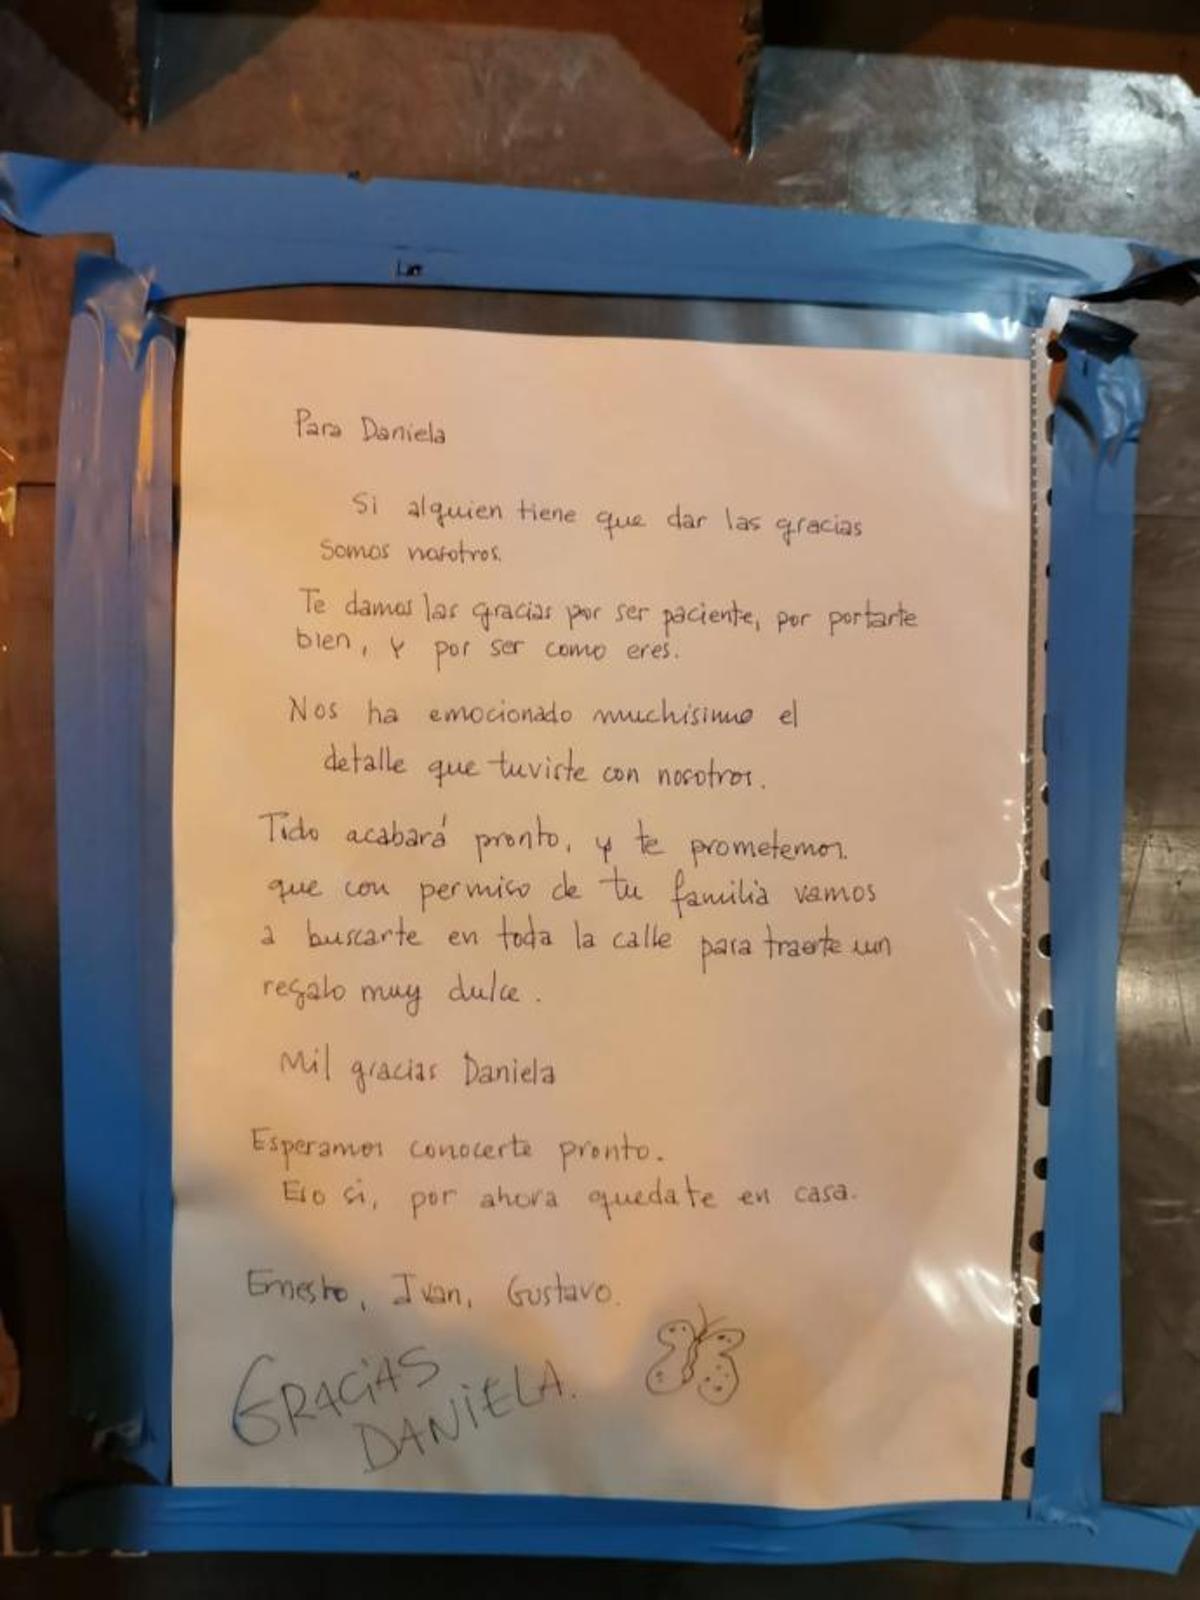 Para Daniela
Si alguien tiene que dar las gracias
somos nosotros.
Te damos las gracias por ser paciente, por portarte
bien, y por ser como eres.
Nos ha emocionado muchísimo el
detalle que tuviste con nosotros.
Tido acabará pronto, y te prometemos
que con permiso de tu familia vamos
a buscarte en toda la calle para traerte un
regalo muy dulce.
Mil gracias Daniela
Esperamos conocerte pronto.
Eso si, por ahora quedate en casa.
Ernesto, Ivan, Gustavo.
GRACiAS
DANiELA.